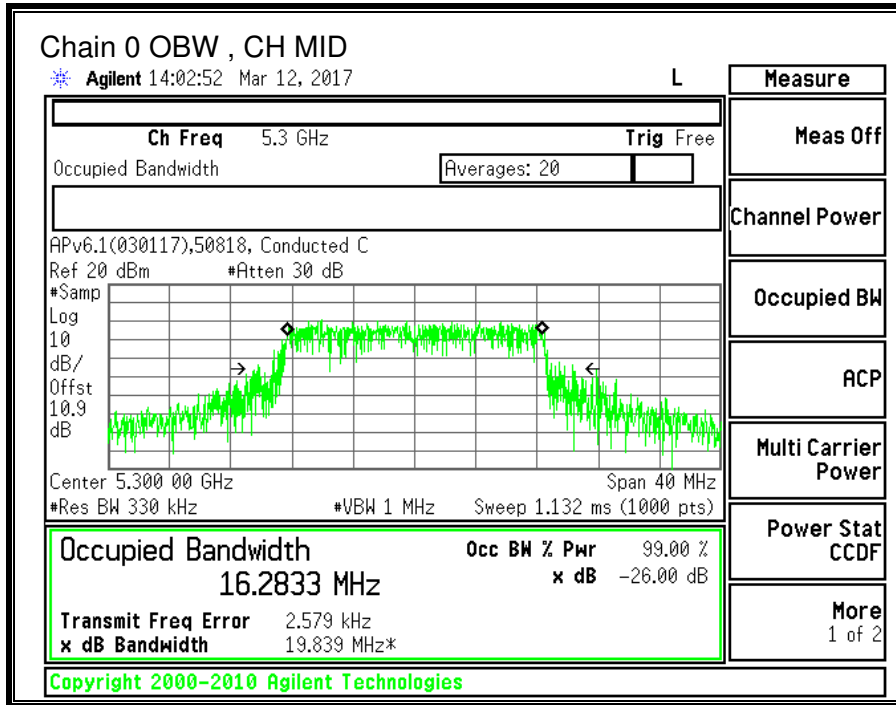 Chain 0 OBW , CH MID
Agilent 14:02:52 Mar 12, 2017 L
Measure
Meas Off
Channel Power
Occupied BW
ACP
Multi Carrier
Power
Power Stat
CCDF
More
1 of 2
Ch Freq 5.3 GHz Trig Free
Occupied Bandwidth Averages: 20
APv6.1(030117),50818, Conducted C
Ref 20 dBm #Atten 30 dB
#Samp
Log
10
dB/
Offst
10.9
dB
Center 5.300 00 GHz Span 40 MHz
#Res BW 330 kHz #VBW 1 MHz Sweep 1.132 ms (1000 pts)
Occupied Bandwidth Occ BW % Pwr 99.00 %
16.2833 MHz x dB -26.00 dB
Transmit Freq Error 2.579 kHz
x dB Bandwidth 19.839 MHz*
Copyright 2000-2010 Agilent Technologies